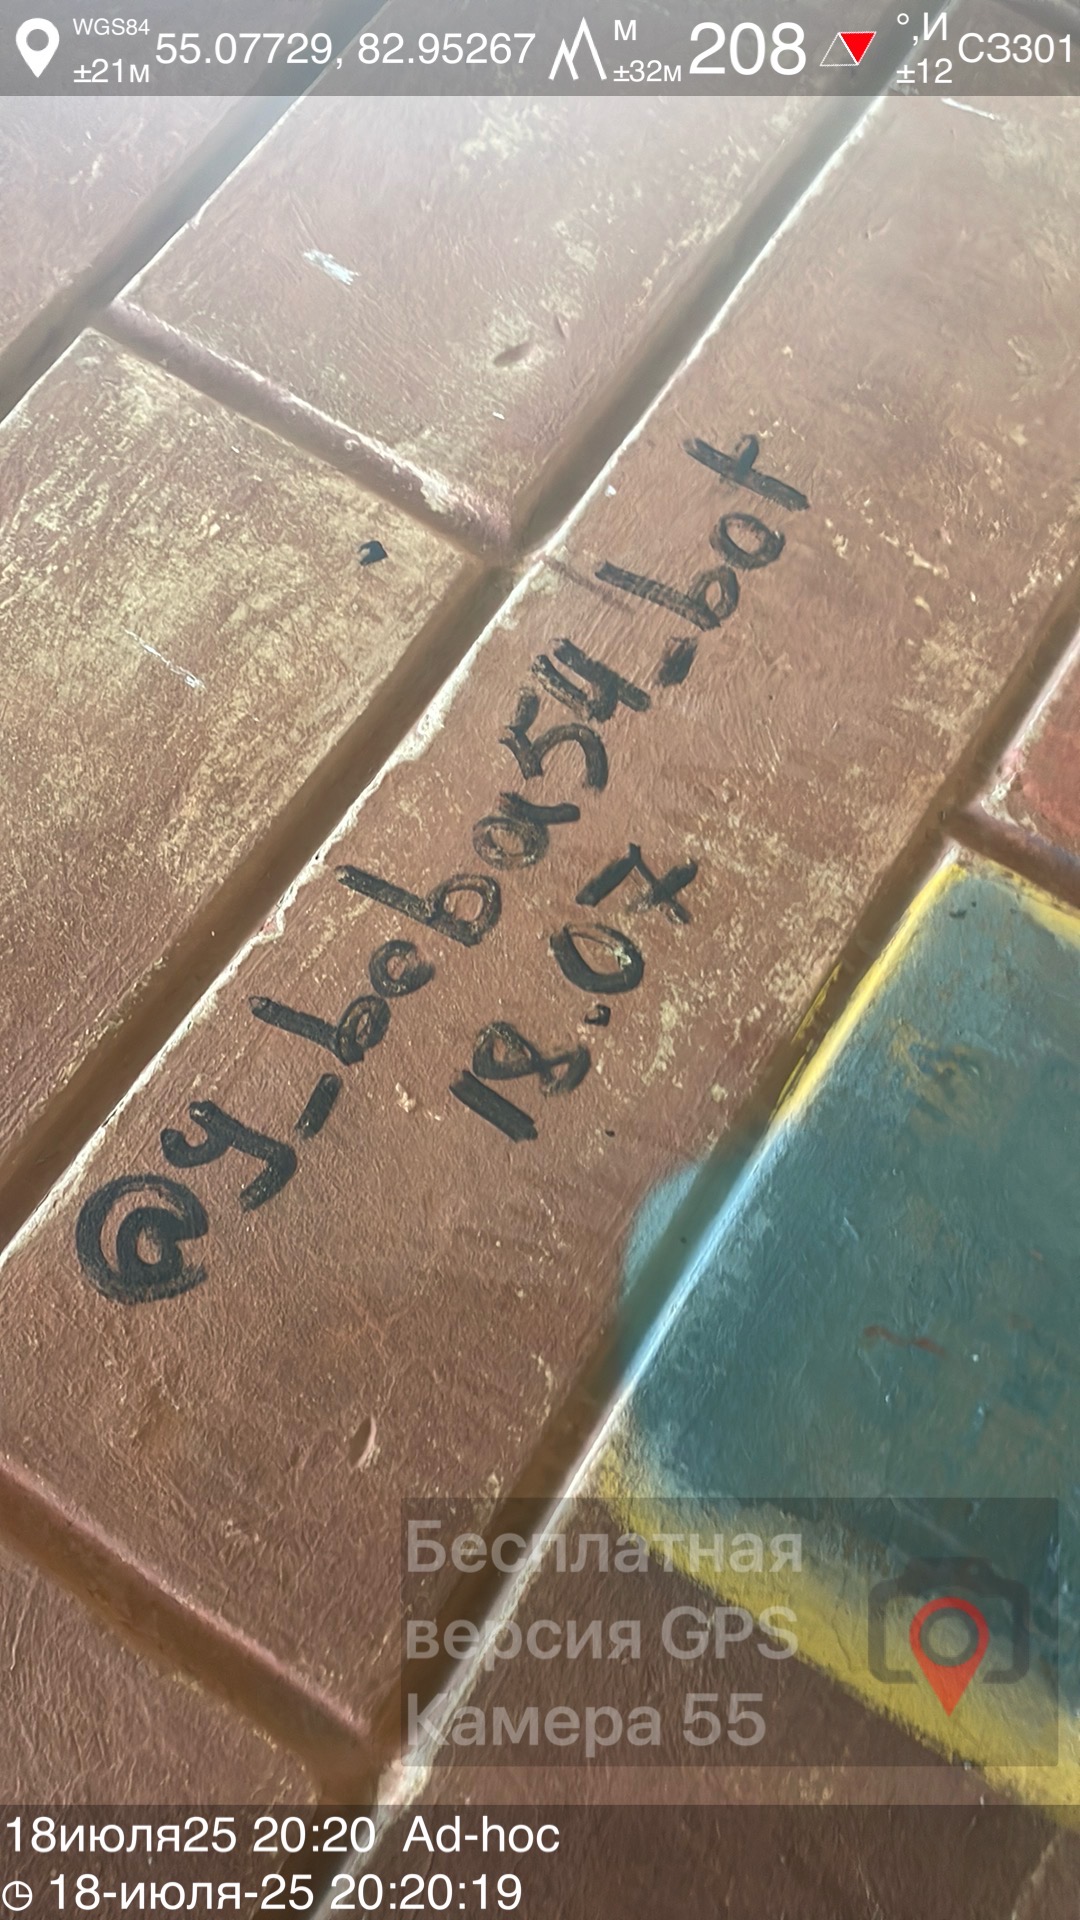 WGS84
±21м
55.07729, 82.95267
м
±32м
208
°,И
±12
СЗ301
@y_bcba54_bot
18.07
Бесплатная
версия GPS
Камера 55
18июля25 20:20 Ad-hoc
18-июля-25 20:20:19